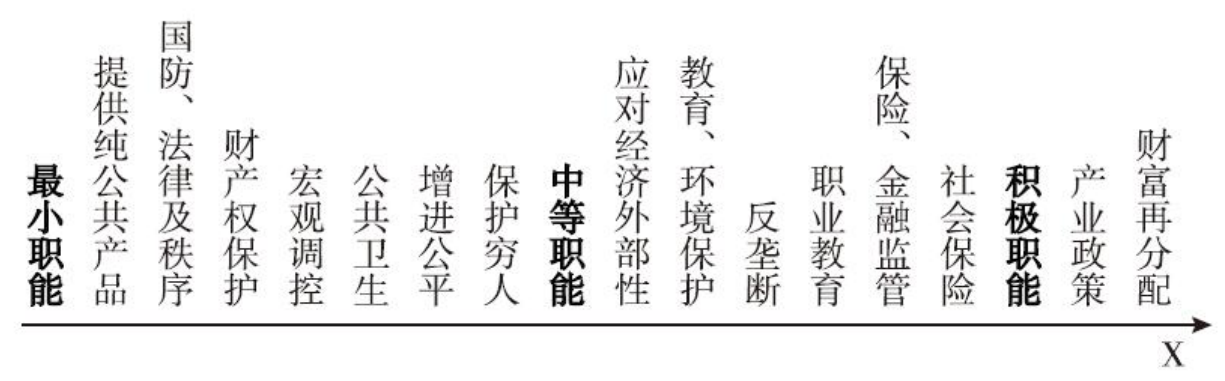 最小职能
提供纯公共产品
国防、法律及秩序
财产权保护
宏观调控
公共卫生
增进公平
保护穷人
中等职能
应对经济外部性
教育、环境保护
反垄断
职业教育
保险、金融监管
社会保险
积极职能
产业政策
财富再分配
X